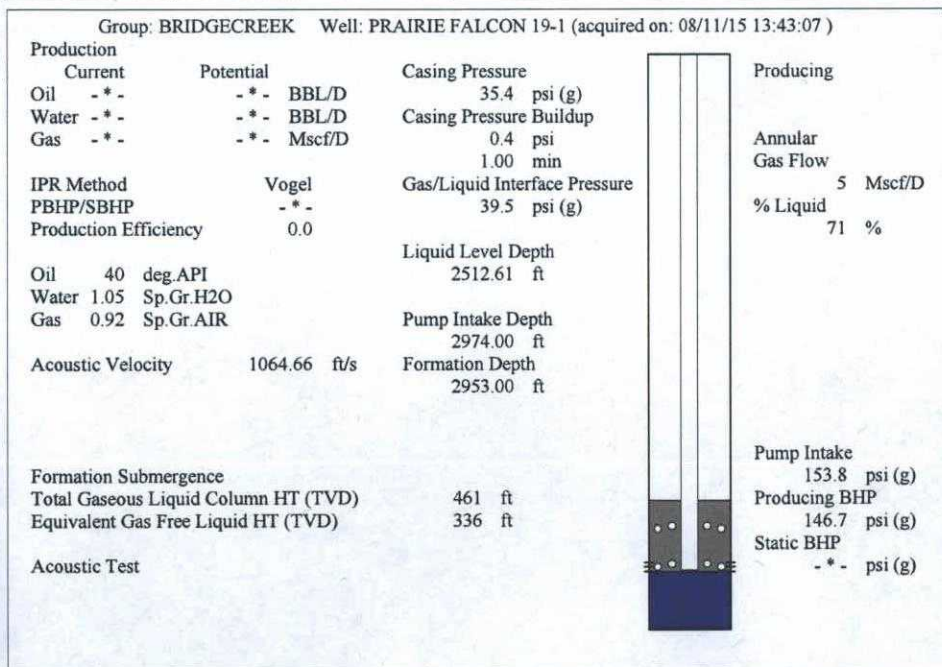 Group: BRIDGECREEK Well: PRAIRIE FALCON 19-1 (acquired on: 08/11/15 13:43:07 )
Production
Current Potential
Oil - * - - * - BBL/D
Water - * - - * - BBL/D
Gas - * - - * - Mscf/D
IPR Method Vogel
PBHP/SBHP - * -
Production Efficiency 0.0
Oil 40 deg.API
Water 1.05 Sp.Gr.H2O
Gas 0.92 Sp.Gr.AIR
Acoustic Velocity 1064.66 ft/s
Formation Submergence
Total Gaseous Liquid Column HT (TVD) 461 ft
Equivalent Gas Free Liquid HT (TVD) 336 ft
Acoustic Test
Casing Pressure
35.4 psi (g)
Casing Pressure Buildup
0.4 psi
1.00 min
Gas/Liquid Interface Pressure
39.5 psi (g)
Liquid Level Depth
2512.61 ft
Pump Intake Depth
2974.00 ft
Formation Depth
2953.00 ft
Producing
Annular
Gas Flow
5 Mscf/D
% Liquid
71 %
Pump Intake
153.8 psi (g)
Producing BHP
146.7 psi (g)
Static BHP
- * - psi (g)